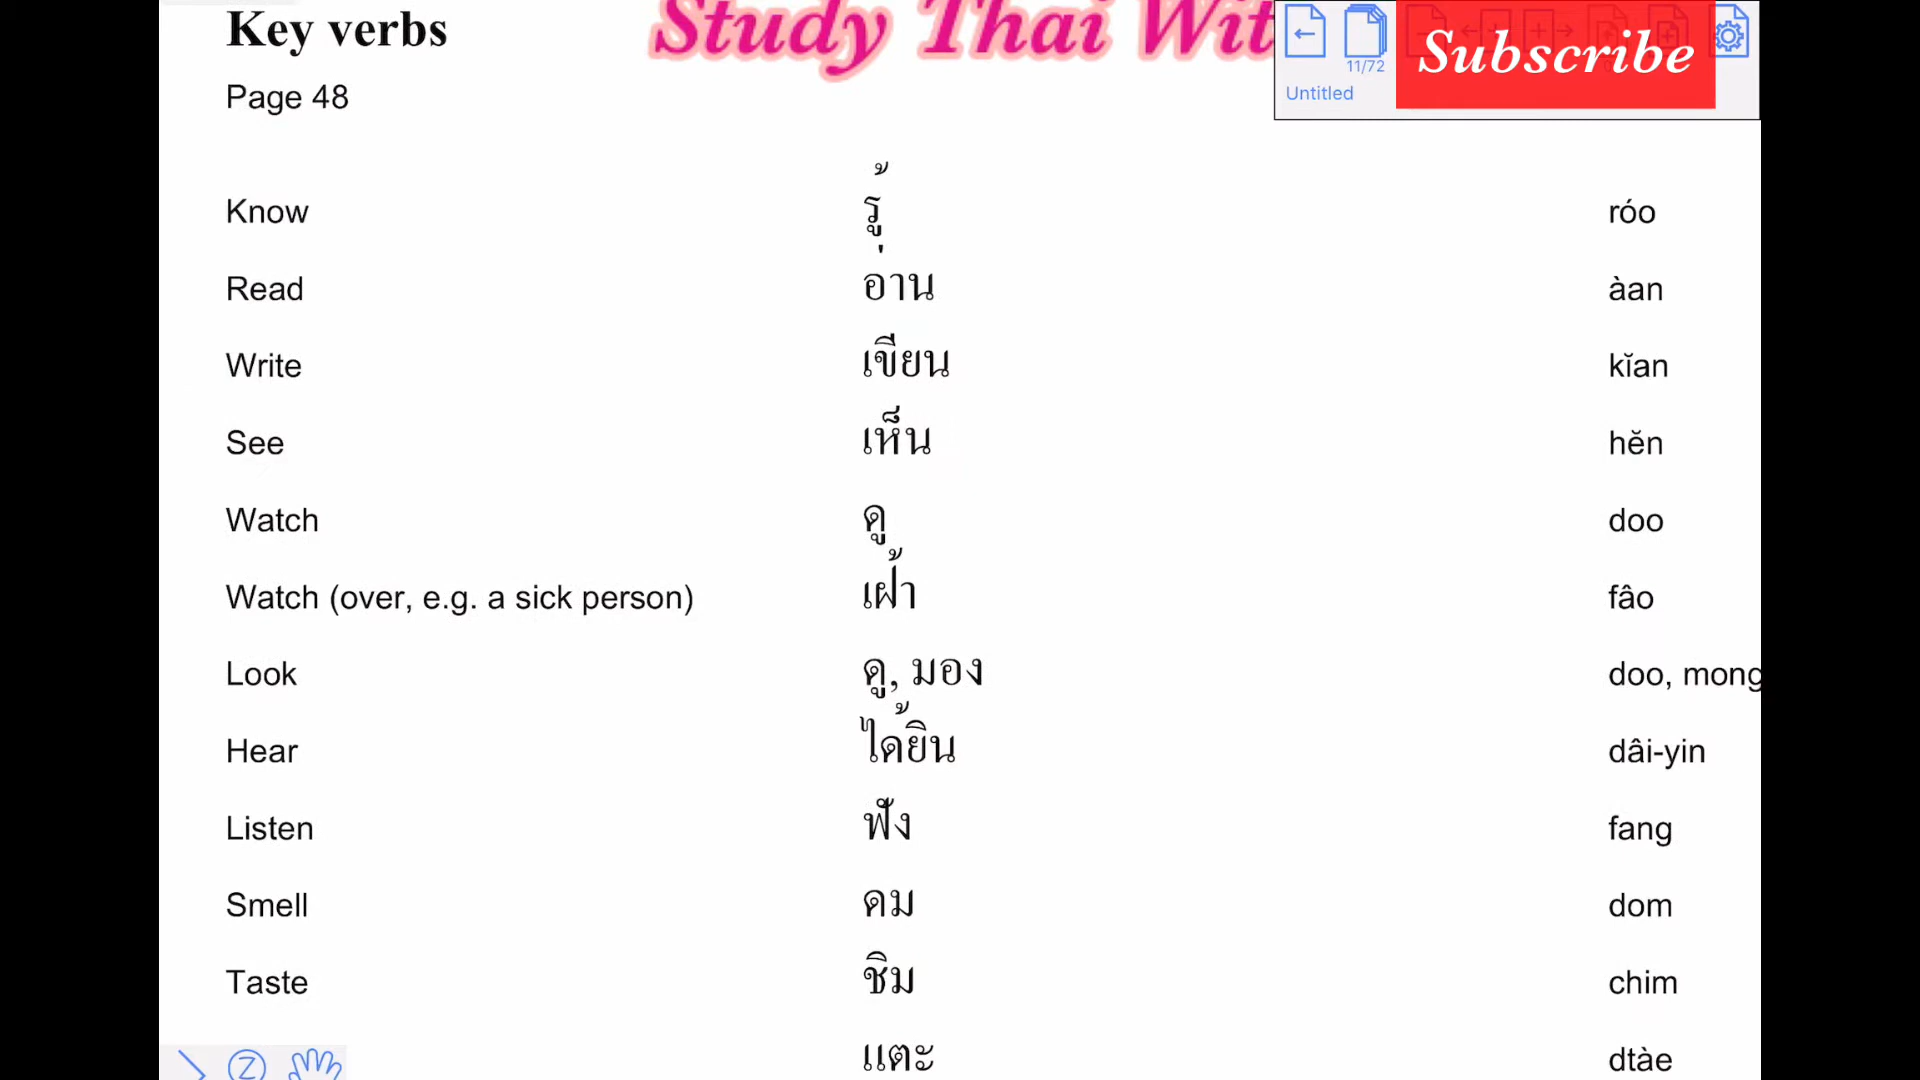 Key verbs
Study Thai Wit
Subscribe
11/72
Untitled
Page 48
Know รู้ róo
Read อ่าน àan
Write เขียน kĭan
See เห็น hĕn
Watch ดู doo
Watch (over, e.g. a sick person) เฝ้า fâo
Look ดู, มอง doo, mong
Hear ได้ยิน dâi-yin
Listen ฟัง fang
Smell ดม dom
Taste ชิม chim
แตะ dtàe